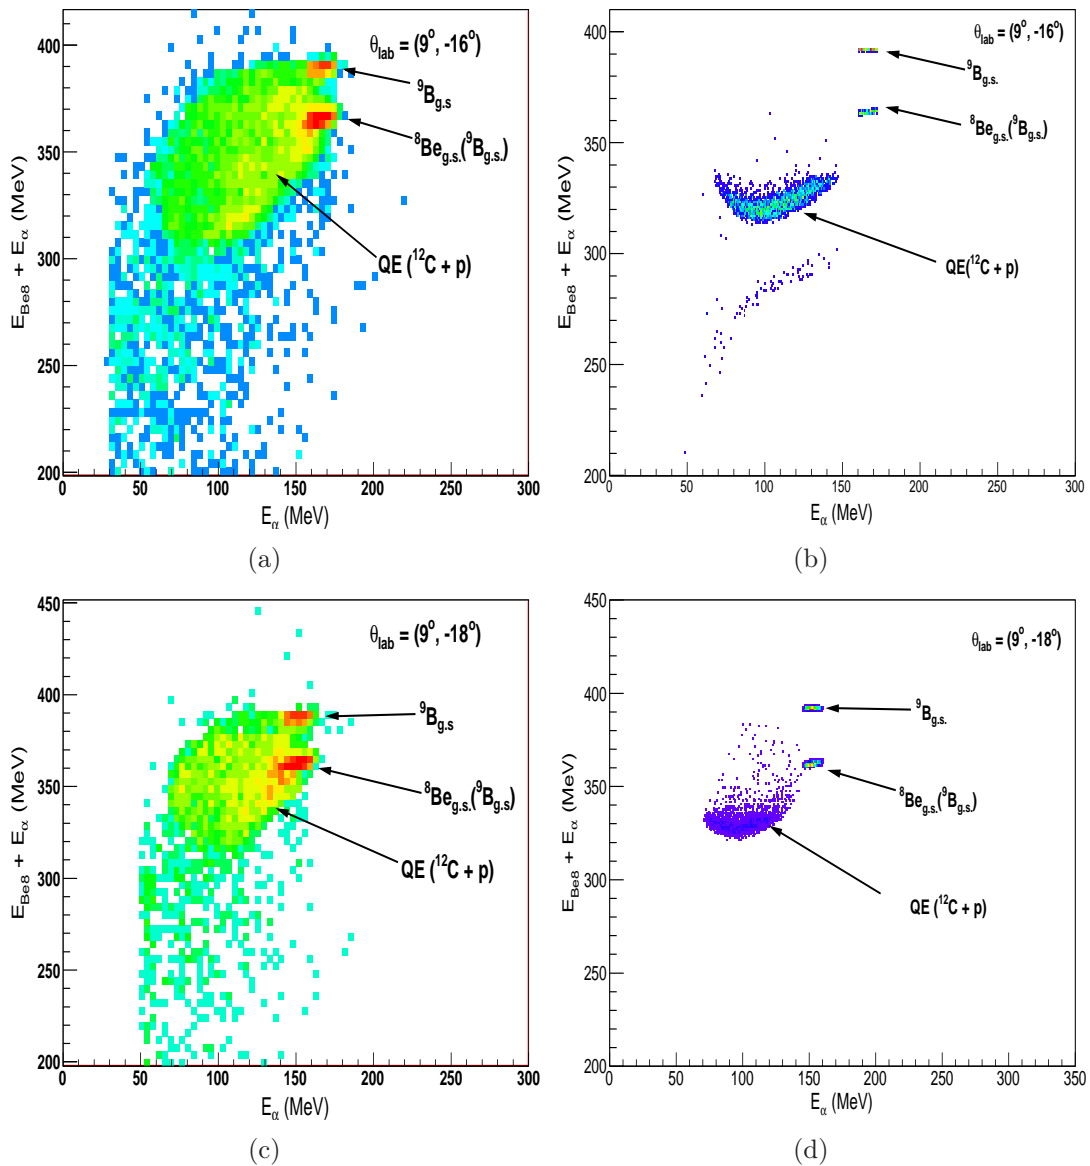 θlab = (9°, -16°)
⁹Bg.s
⁸Beg.s.(⁹Bg.s.)
QE (¹²C + p)
EBe8 + Eα (MeV)
400
350
300
250
200
0 50 100 150 200 250 300
Eα (MeV)
(a)
θlab = (9°, -16°)
⁹Bg.s.
⁸Beg.s.(⁹Bg.s.)
QE(¹²C + p)
EBe8 + Eα (MeV)
400
350
300
250
200
0 50 100 150 200 250 300
Eα (MeV)
(b)
θlab = (9°, -18°)
⁹Bg.s
⁸Beg.s.(⁹Bg.s)
QE (¹²C + p)
EBe8 + Eα (MeV)
450
400
350
300
250
200
0 50 100 150 200 250 300
Eα (MeV)
(c)
θlab = (9°, -18°)
⁹Bg.s.
⁸Beg.s.(⁹Bg.s.)
QE (¹²C + p)
EBe8 + Eα (MeV)
450
400
350
300
250
200
0 50 100 150 200 250 300 350
Eα (MeV)
(d)